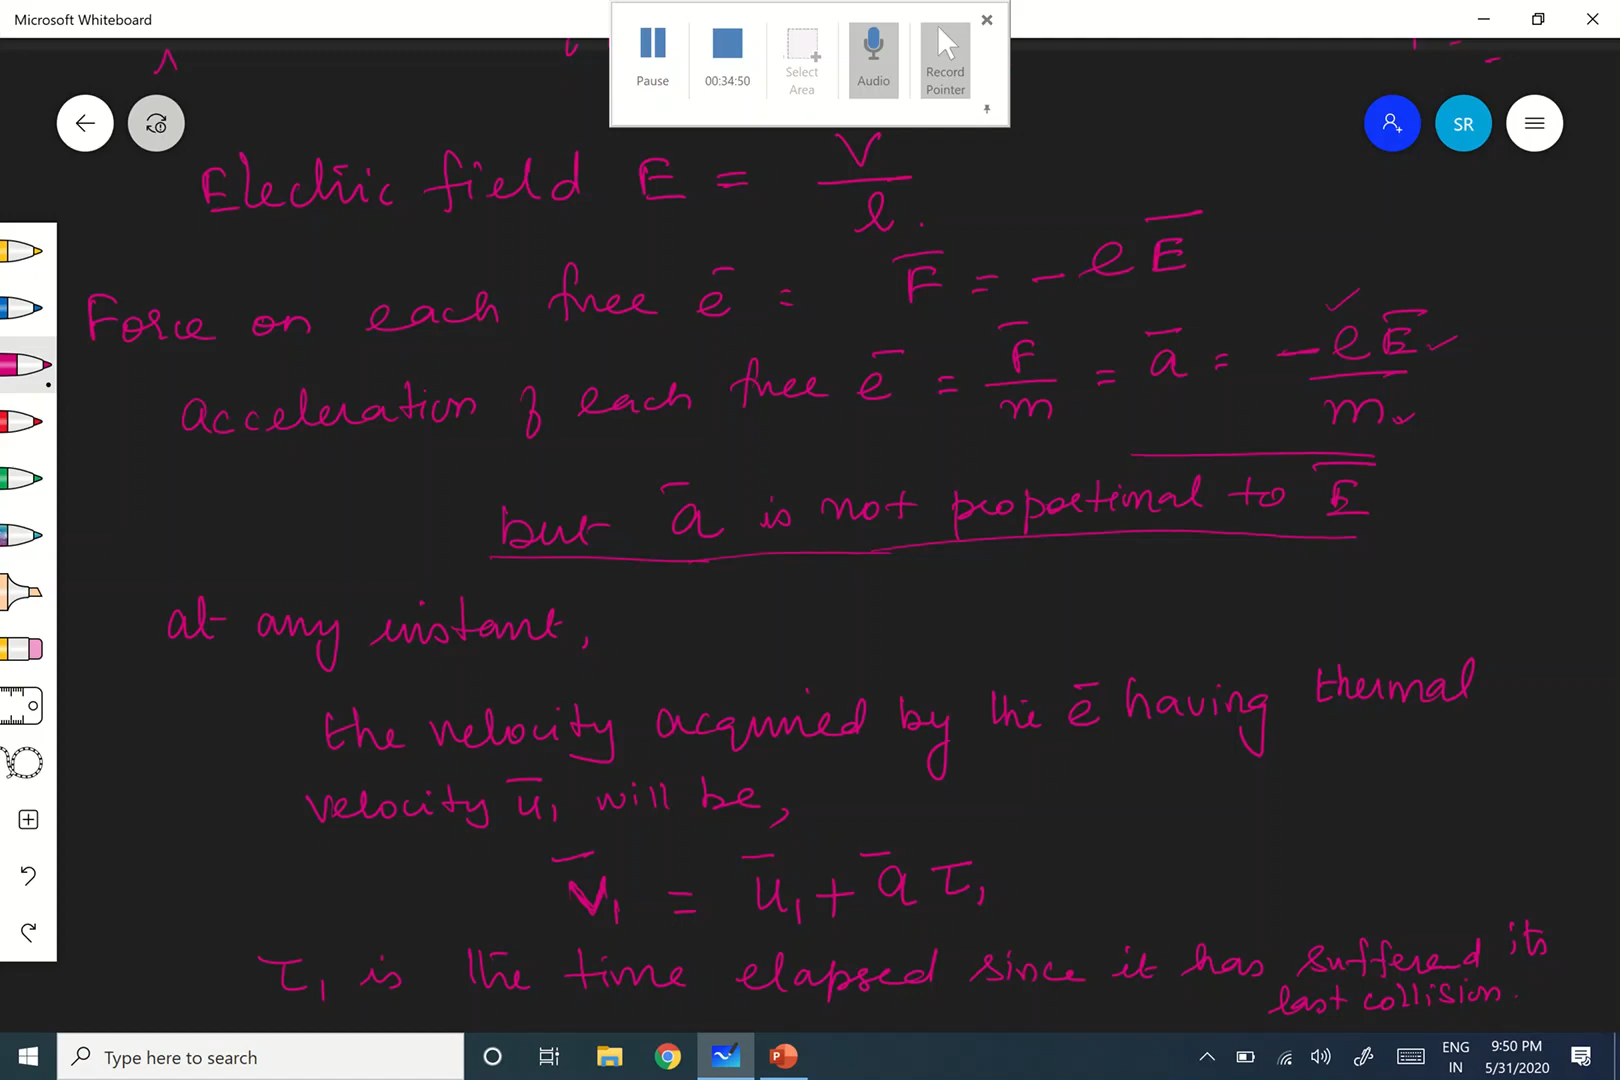 Microsoft Whiteboard
Pause
00:34:50
Select Area
Audio
Record Pointer
SR
Electric field E = V/l.
Force on each free e̅ = F̅ = - e E̅
acceleration of each free e̅ = F̅/m = a̅ = - e E̅/m
but a̅ is not proportional to E̅
at any instant,
the velocity acquired by the e̅ having thermal
velocity u̅₁ will be,
v̅₁ = u̅₁ + a̅ τ₁
τ₁ is the time elapsed since it has suffered its
last collision.
Type here to search
ENG
IN
9:50 PM
5/31/2020